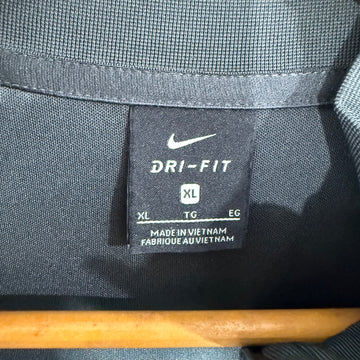 DRI-FIT
XL
XL TG EG
MADE IN VIETNAM
FABRIQUE AU VIETNAM